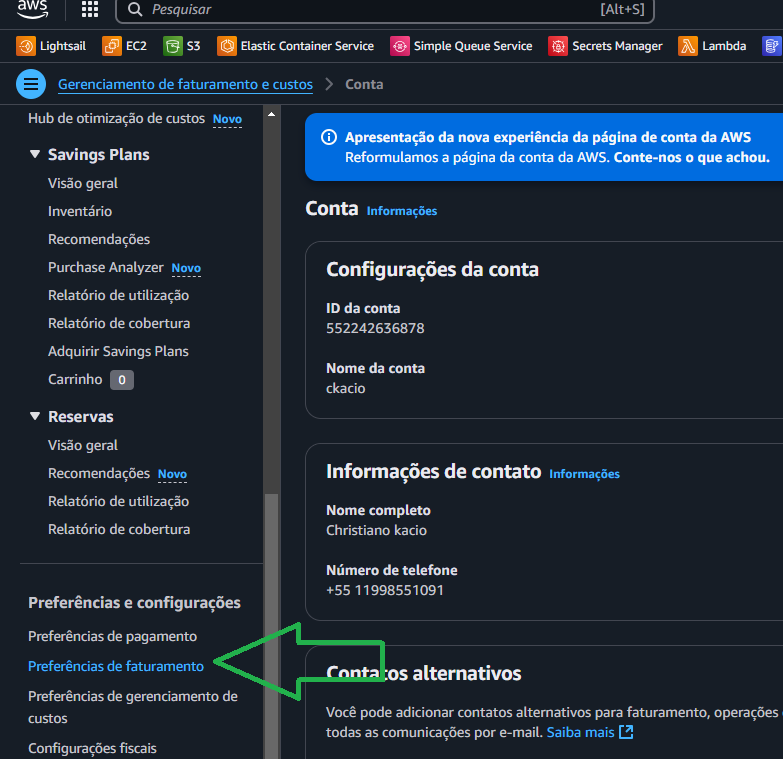 aws
Pesquisar [Alt+S]
Lightsail EC2 S3 Elastic Container Service Simple Queue Service Secrets Manager Lambda
Gerenciamento de faturamento e custos > Conta
Hub de otimização de custos Novo
Savings Plans
Visão geral
Inventário
Recomendações
Purchase Analyzer Novo
Relatório de utilização
Relatório de cobertura
Adquirir Savings Plans
Carrinho 0
Reservas
Visão geral
Recomendações Novo
Relatório de utilização
Relatório de cobertura
Preferências e configurações
Preferências de pagamento
Preferências de faturamento
Preferências de gerenciamento de
custos
Configurações fiscais
Apresentação da nova experiência da página de conta da AWS
Reformulamos a página da conta da AWS. Conte-nos o que achou.
Conta Informações
Configurações da conta
ID da conta
552242636878
Nome da conta
ckacio
Informações de contato Informações
Nome completo
Christiano kacio
Número de telefone
+55 11998551091
Contatos alternativos
Você pode adicionar contatos alternativos para faturamento, operações
todas as comunicações por e-mail. Saiba mais